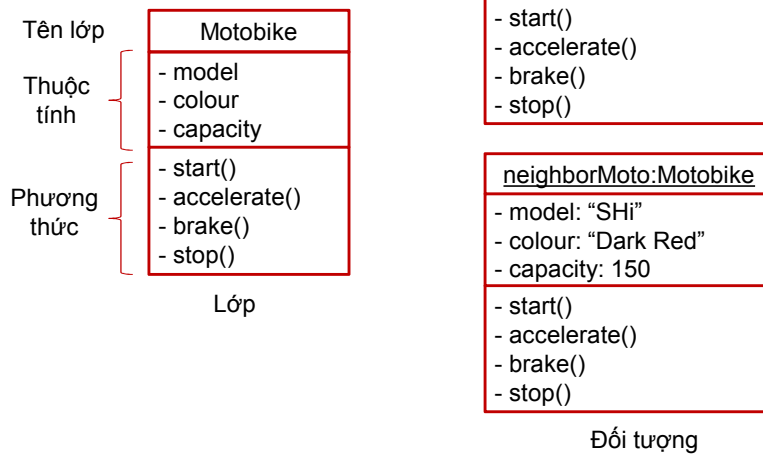 Tên lớp
Motobike
Thuộc
tính
- model
- colour
- capacity
Phương
thức
- start()
- accelerate()
- brake()
- stop()
Lớp
- start()
- accelerate()
- brake()
- stop()
neighborMoto:Motobike
- model: “SHi”
- colour: “Dark Red”
- capacity: 150
- start()
- accelerate()
- brake()
- stop()
Đối tượng